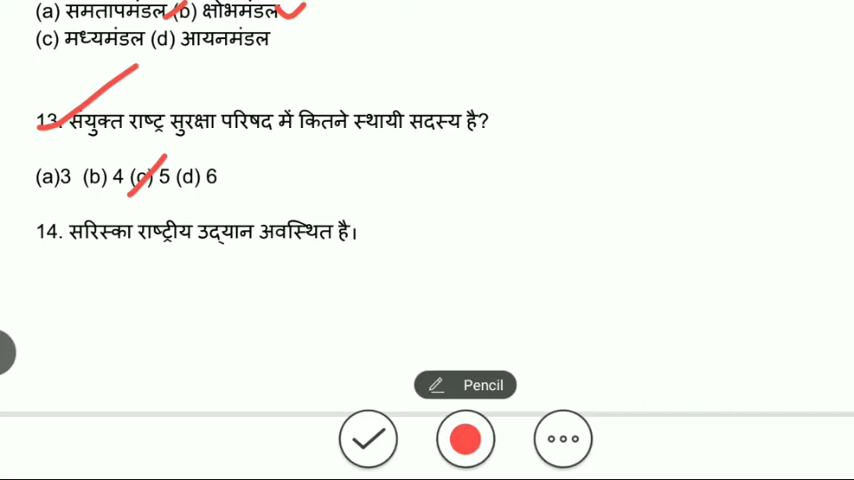 (a) समतापमंडल (b) क्षोभमंडल
(c) मध्यमंडल (d) आयनमंडल
13. संयुक्त राष्ट्र सुरक्षा परिषद में कितने स्थायी सदस्य है?
(a)3 (b) 4 (c) 5 (d) 6
14. सरिस्का राष्ट्रीय उद्यान अवस्थित है।
Pencil